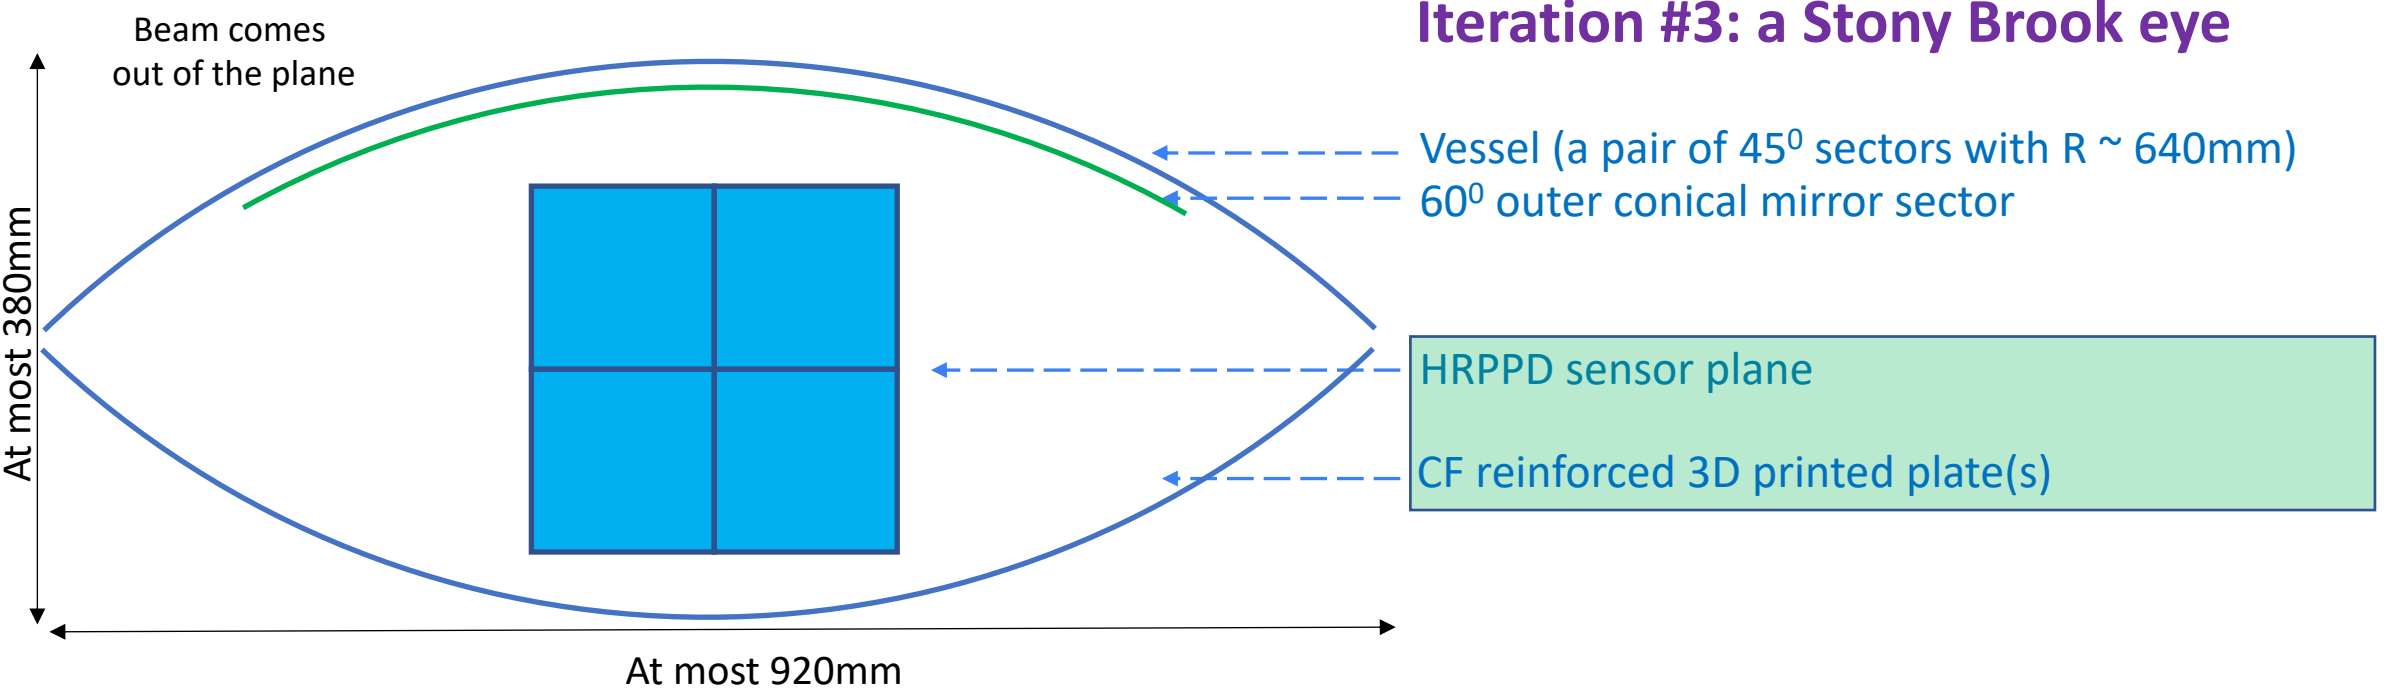 Iteration #3: a Stony Brook eye
Beam comes
out of the plane
Vessel (a pair of 45⁰ sectors with R ~ 640mm)
60⁰ outer conical mirror sector
At most 380mm
HRPPD sensor plane
CF reinforced 3D printed plate(s)
At most 920mm